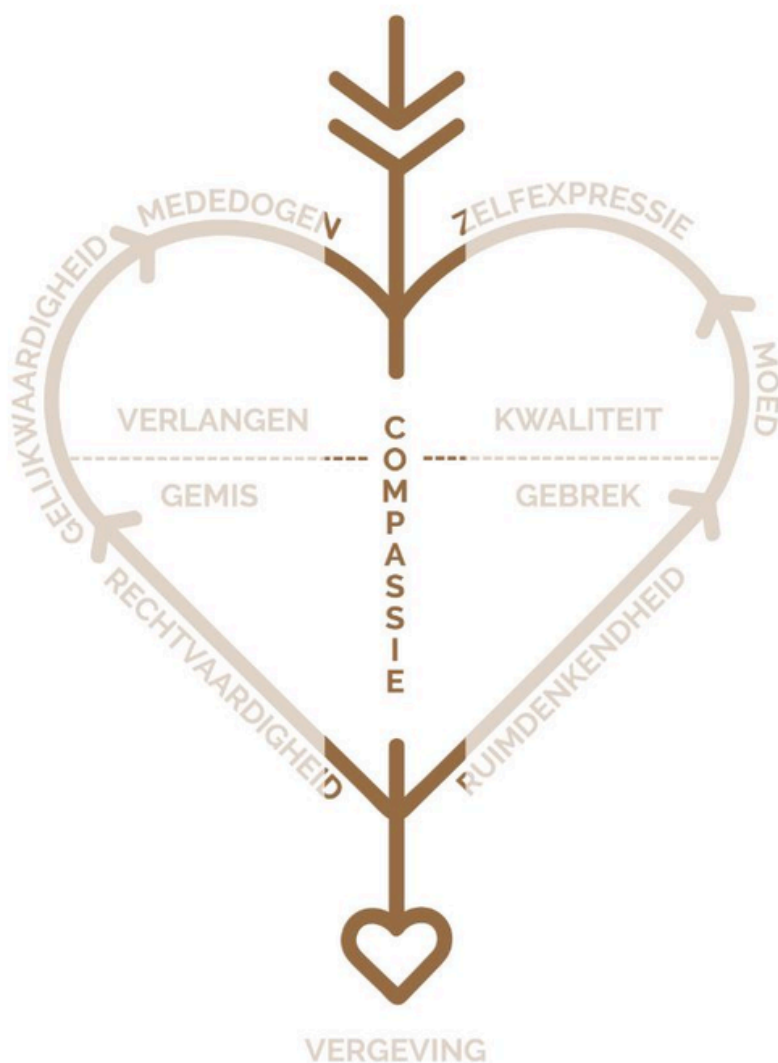 MEDEDOGEN
ZELFEXPRESSIE
GELIJKWAARDIGHEID
MOED
VERLANGEN
KWALITEIT
COMPASSIE
GEMIS
GEBREK
RECHTVAARDIGHEID
RUIMDENKENDHEID
VERGEVING